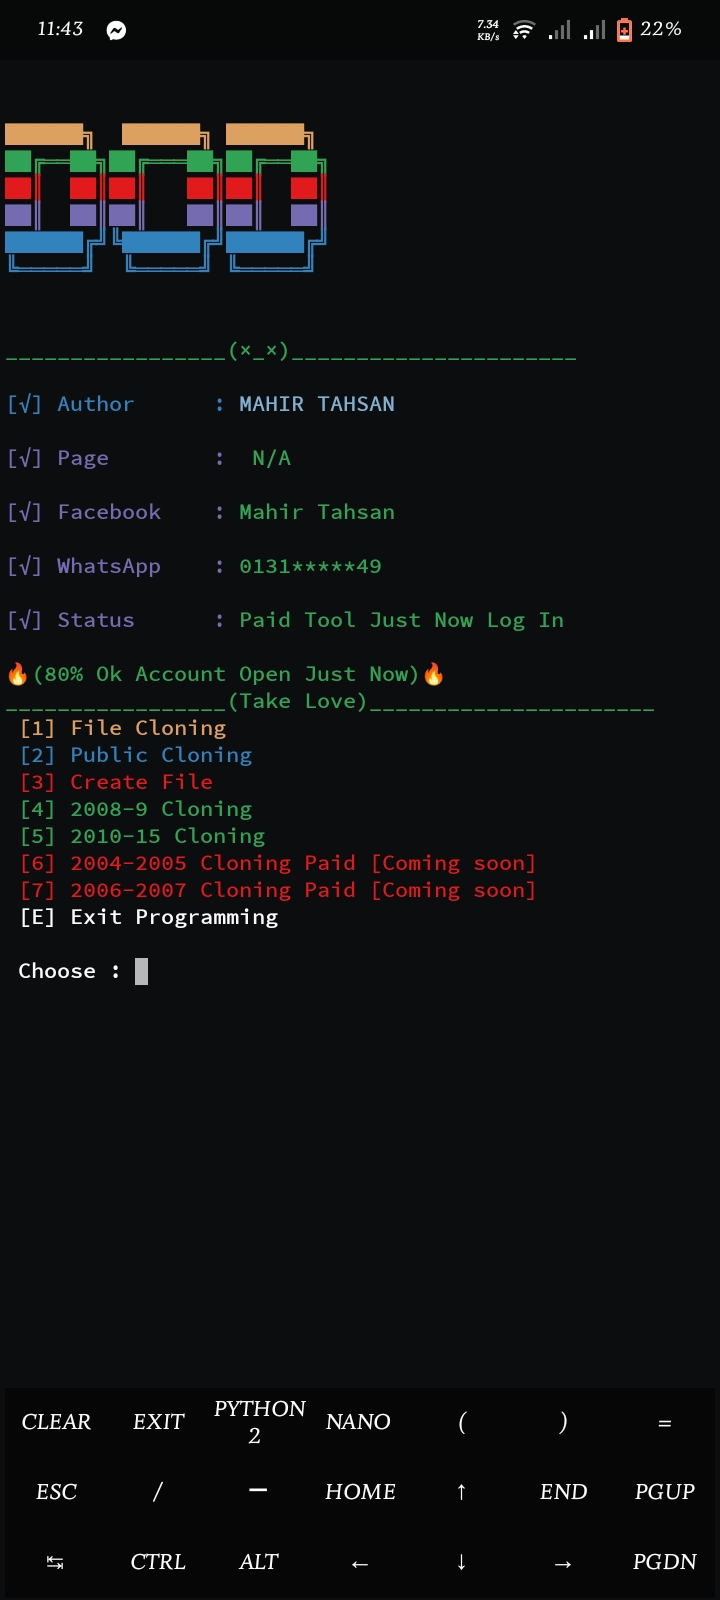 11:43 7.34 KB/s 22%
_________________(×_×)______________________
[√] Author      : MAHIR TAHSAN
[√] Page        :  N/A
[√] Facebook    : Mahir Tahsan
[√] WhatsApp    : 0131*****49
[√] Status      : Paid Tool Just Now Log In
🔥(80% Ok Account Open Just Now)🔥
_________________(Take Love)______________________
[1] File Cloning
[2] Public Cloning
[3] Create File
[4] 2008-9 Cloning
[5] 2010-15 Cloning
[6] 2004-2005 Cloning Paid [Coming soon]
[7] 2006-2007 Cloning Paid [Coming soon]
[E] Exit Programming
Choose :
CLEAR EXIT PYTHON 2 NANO ( ) =
ESC / — HOME ↑ END PGUP
↹ CTRL ALT ← ↓ → PGDN